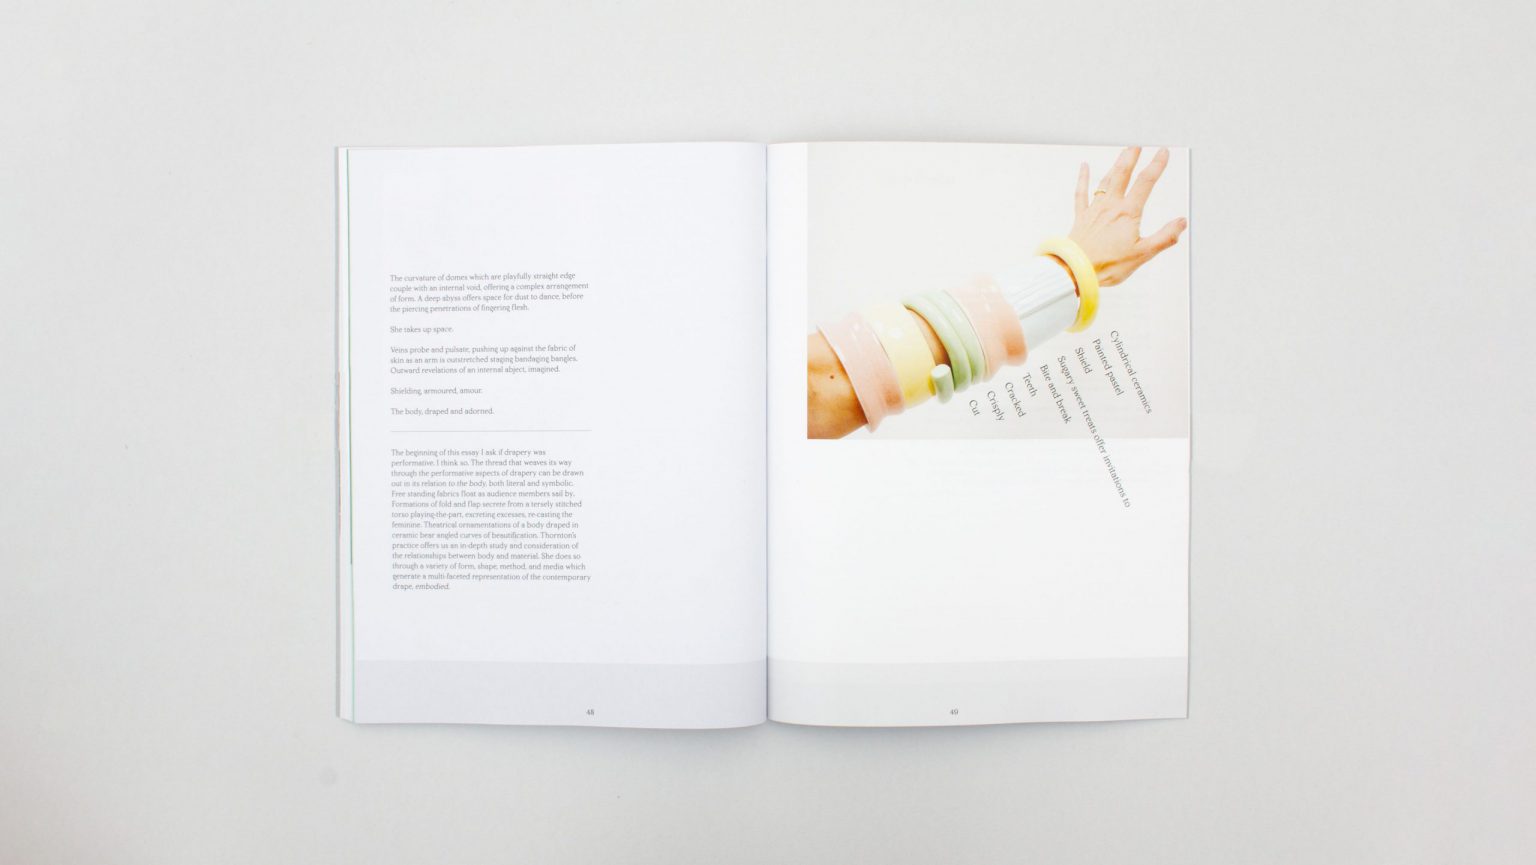 The curvature of domes which are playfully straight edge
couple with an internal void, offering a complex arrangement
of form. A deep abyss offers space for dust to dance, before
the piercing penetrations of fingering flesh.
She takes up space.
Veins probe and pulsate, pushing up against the fabric of
skin as an arm is outstretched staging bandaging bangles.
Outward revelations of an internal abject, imagined.
Shielding, armoured, amour.
The body, draped and adorned.
The beginning of this essay I ask if drapery was
performative. I think so. The thread that weaves its way
through the performative aspects of drapery can be drawn
out in its relation to the body, both literal and symbolic.
Free standing fabrics float as audience members sail by.
Formations of fold and flap secrete from a tersely stitched
torso playing-the-part, excreting excesses, re-casting the
feminine. Theatrical ornamentations of a body draped in
ceramic bear angled curves of beautification. Thornton's
practice offers us an in-depth study and consideration of
the relationships between body and material. She does so
through a variety of form, shape, method, and media which
generate a multi-faceted representation of the contemporary
drape, embodied.
48
Cylindrical ceramics
Painted pastel
Shield
Sugary sweet treats offer invitations to
Bite and break
Teeth
Cracked
Crisply
Cut
49